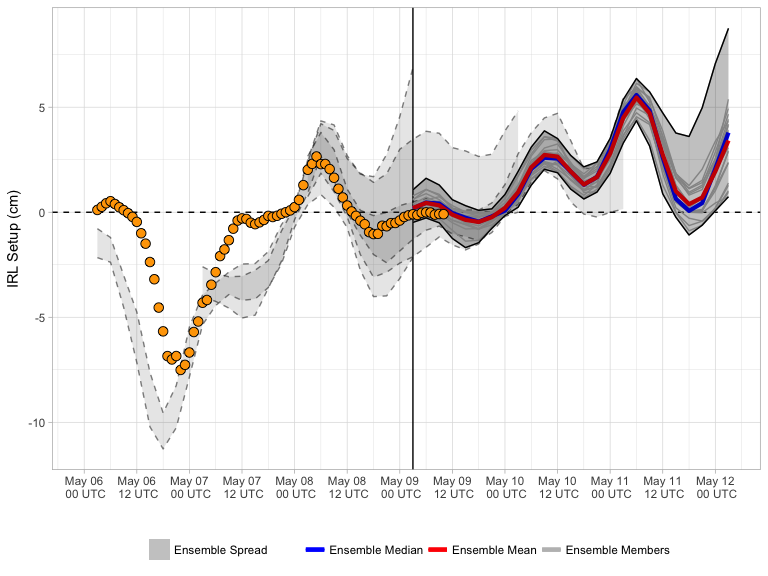 IRL Setup (cm)
5
0
-5
-10
May 06 May 06 May 07 May 07 May 08 May 08 May 09 May 09 May 10 May 10 May 11 May 11 May 12
00 UTC 12 UTC 00 UTC 12 UTC 00 UTC 12 UTC 00 UTC 12 UTC 00 UTC 12 UTC 00 UTC 12 UTC 00 UTC
Ensemble Spread Ensemble Median Ensemble Mean Ensemble Members